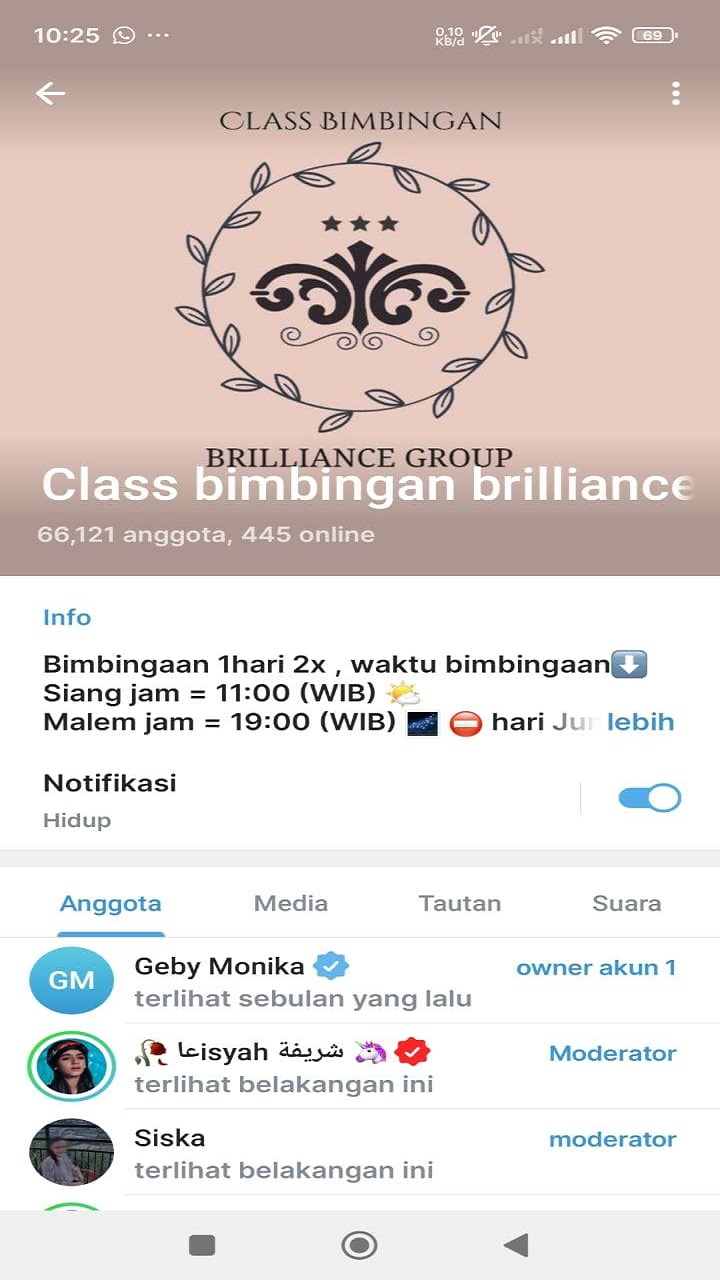 10:25
0,10
KB/d
69
CLASS BIMBINGAN
BRILLIANCE GROUP
Class bimbingan brilliance
66,121 anggota, 445 online
Info
Bimbingaan 1hari 2x , waktu bimbingaan⬇️
Siang jam = 11:00 (WIB) 🌤️
Malem jam = 19:00 (WIB) 🌌 ⛔ hari Jum lebih
Notifikasi
Hidup
Anggota Media Tautan Suara
GM
Geby Monika owner akun 1
terlihat sebulan yang lalu
🥀 عاisyah شريفة 🦄 Moderator
terlihat belakangan ini
Siska moderator
terlihat belakangan ini